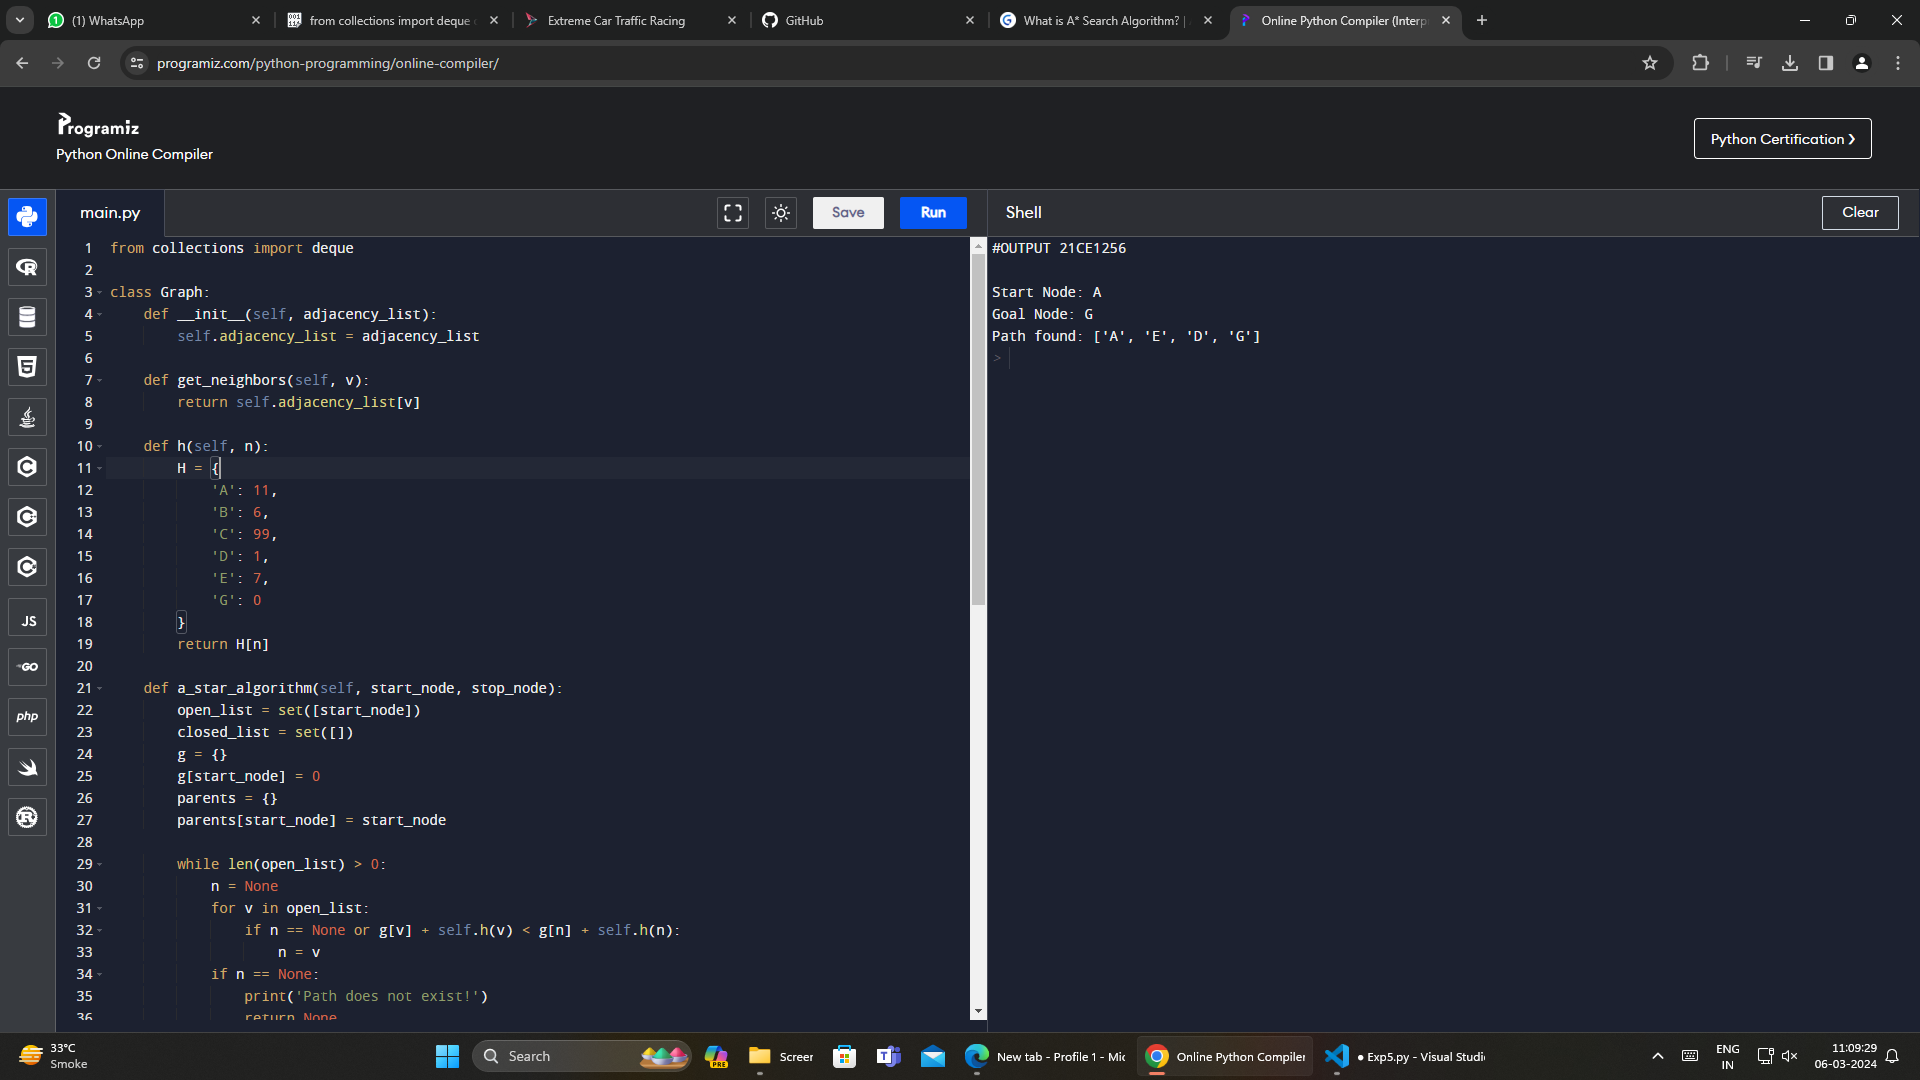 (1) WhatsApp
from collections import deque
Extreme Car Traffic Racing
GitHub
What is A* Search Algorithm? |
Online Python Compiler (Interp
programiz.com/python-programming/online-compiler/
Programiz
Python Online Compiler
Python Certification ❯
main.py
Save
Run
Shell
Clear
1 from collections import deque
2
3 class Graph:
4 def __init__(self, adjacency_list):
5 self.adjacency_list = adjacency_list
6
7 def get_neighbors(self, v):
8 return self.adjacency_list[v]
9
10 def h(self, n):
11 H = {
12 'A': 11,
13 'B': 6,
14 'C': 99,
15 'D': 1,
16 'E': 7,
17 'G': 0
18 }
19 return H[n]
20
21 def a_star_algorithm(self, start_node, stop_node):
22 open_list = set([start_node])
23 closed_list = set([])
24 g = {}
25 g[start_node] = 0
26 parents = {}
27 parents[start_node] = start_node
28
29 while len(open_list) > 0:
30 n = None
31 for v in open_list:
32 if n == None or g[v] + self.h(v) < g[n] + self.h(n):
33 n = v
34 if n == None:
35 print('Path does not exist!')
36 return None
#OUTPUT 21CE1256
Start Node: A
Goal Node: G
Path found: ['A', 'E', 'D', 'G']
>
JS
GO
php
33°C
Smoke
Search
PRE
Screer
New tab - Profile 1 - Mic
Online Python Compiler
● Exp5.py - Visual Studi
ENG
IN
11:09:29
06-03-2024